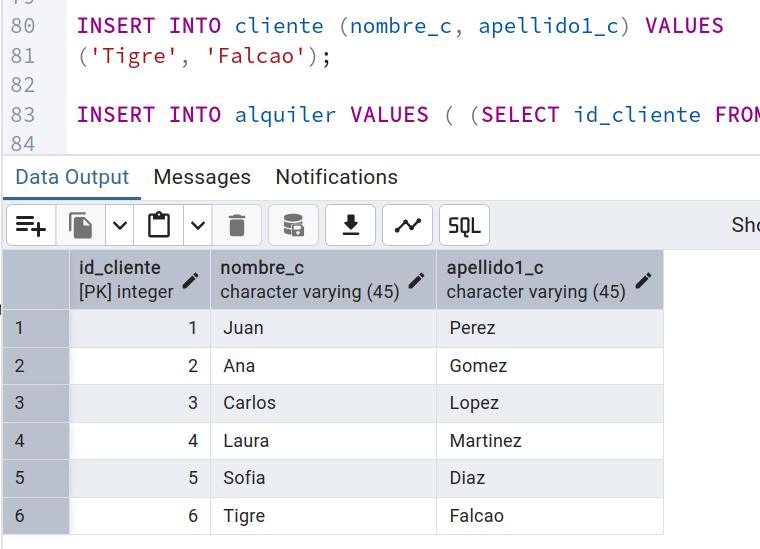 80 INSERT INTO cliente (nombre_c, apellido1_c) VALUES
81 ('Tigre', 'Falcao');
82
83 INSERT INTO alquiler VALUES ( (SELECT id_cliente FROM
84
Data Output Messages Notifications
SQL
id_cliente nombre_c apellido1_c
[PK] integer character varying (45) character varying (45)
1 1 Juan Perez
2 2 Ana Gomez
3 3 Carlos Lopez
4 4 Laura Martinez
5 5 Sofia Diaz
6 6 Tigre Falcao